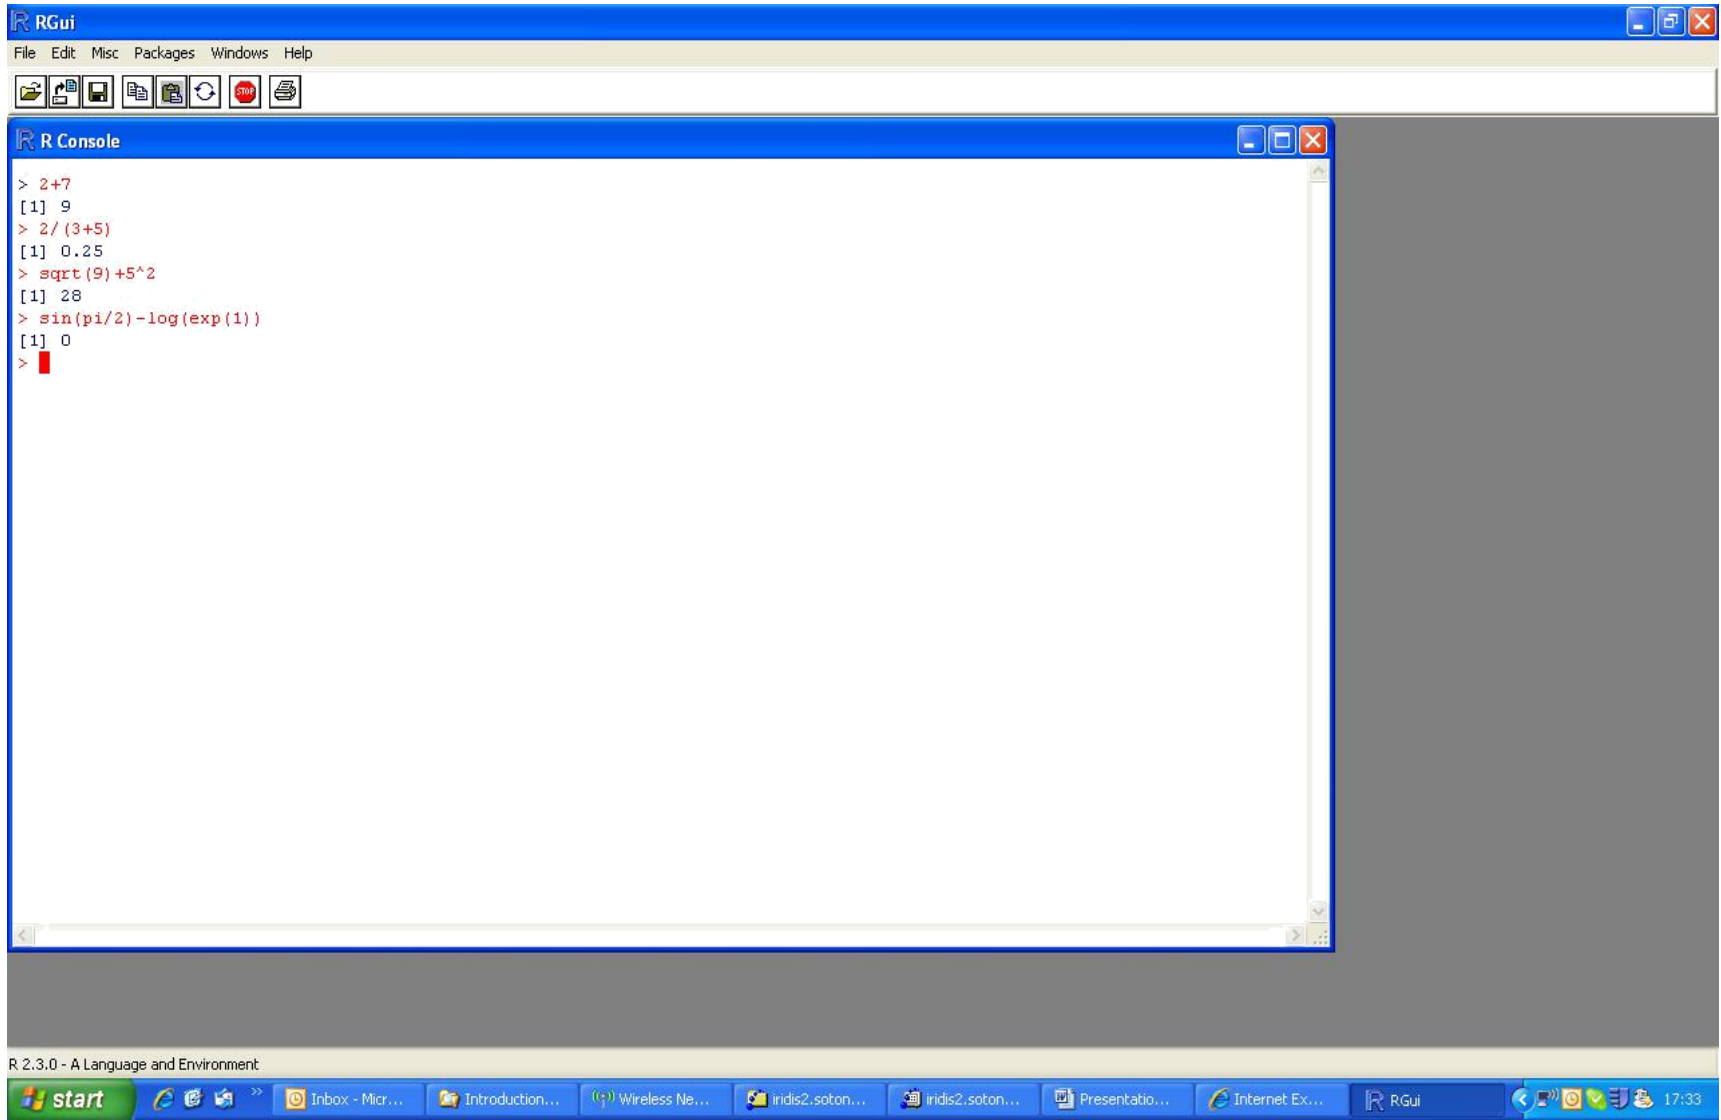 RGui
File Edit Misc Packages Windows Help
STOP
R Console
> 2+7
[1] 9
> 2/(3+5)
[1] 0.25
> sqrt(9)+5^2
[1] 28
> sin(pi/2)-log(exp(1))
[1] 0
>
R 2.3.0 - A Language and Environment
start Inbox - Micr... Introduction... Wireless Ne... iridis2.soton... iridis2.soton... Presentatio... Internet Ex... RGui 17:33